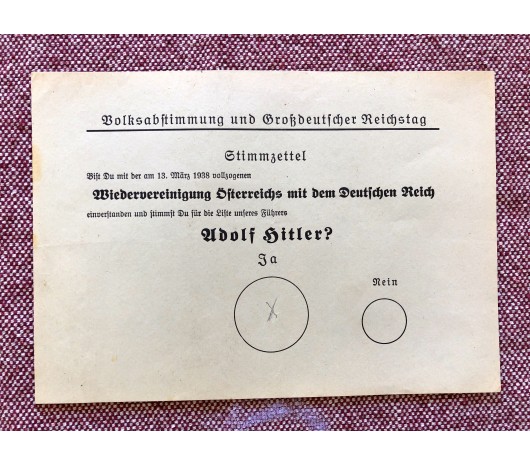 Volksabstimmung und Großdeutscher Reichstag
Stimmzettel
Bist Du mit der am 13. März 1938 vollzogenen
Wiedervereinigung Österreichs mit dem Deutschen Reich
einverstanden und stimmst Du für die Liste unseres Führers
Adolf Hitler?
Ja
Nein
X